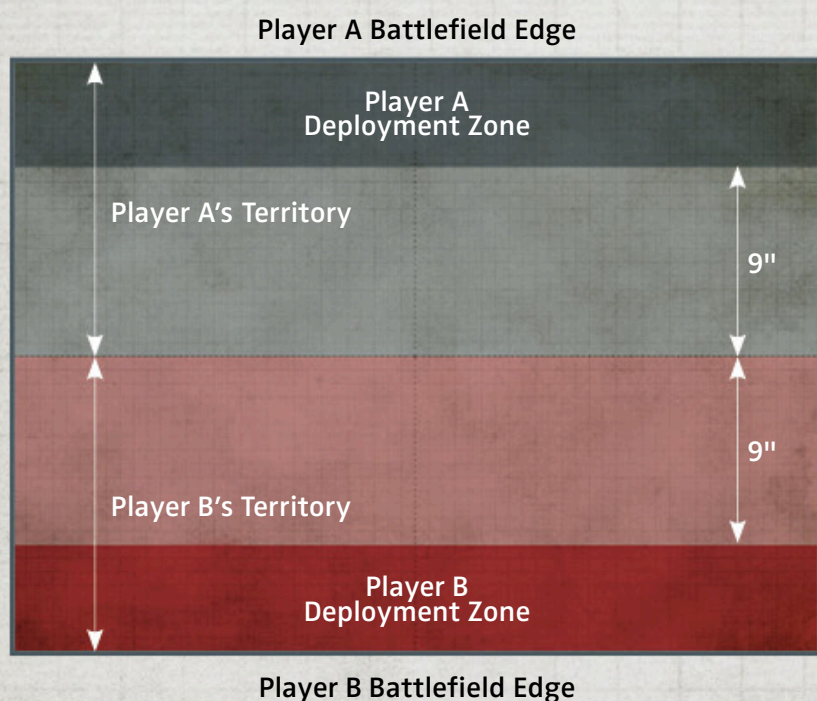 Player A Battlefield Edge
Player A
Deployment Zone
Player A’s Territory
9"
9"
Player B’s Territory
Player B
Deployment Zone
Player B Battlefield Edge